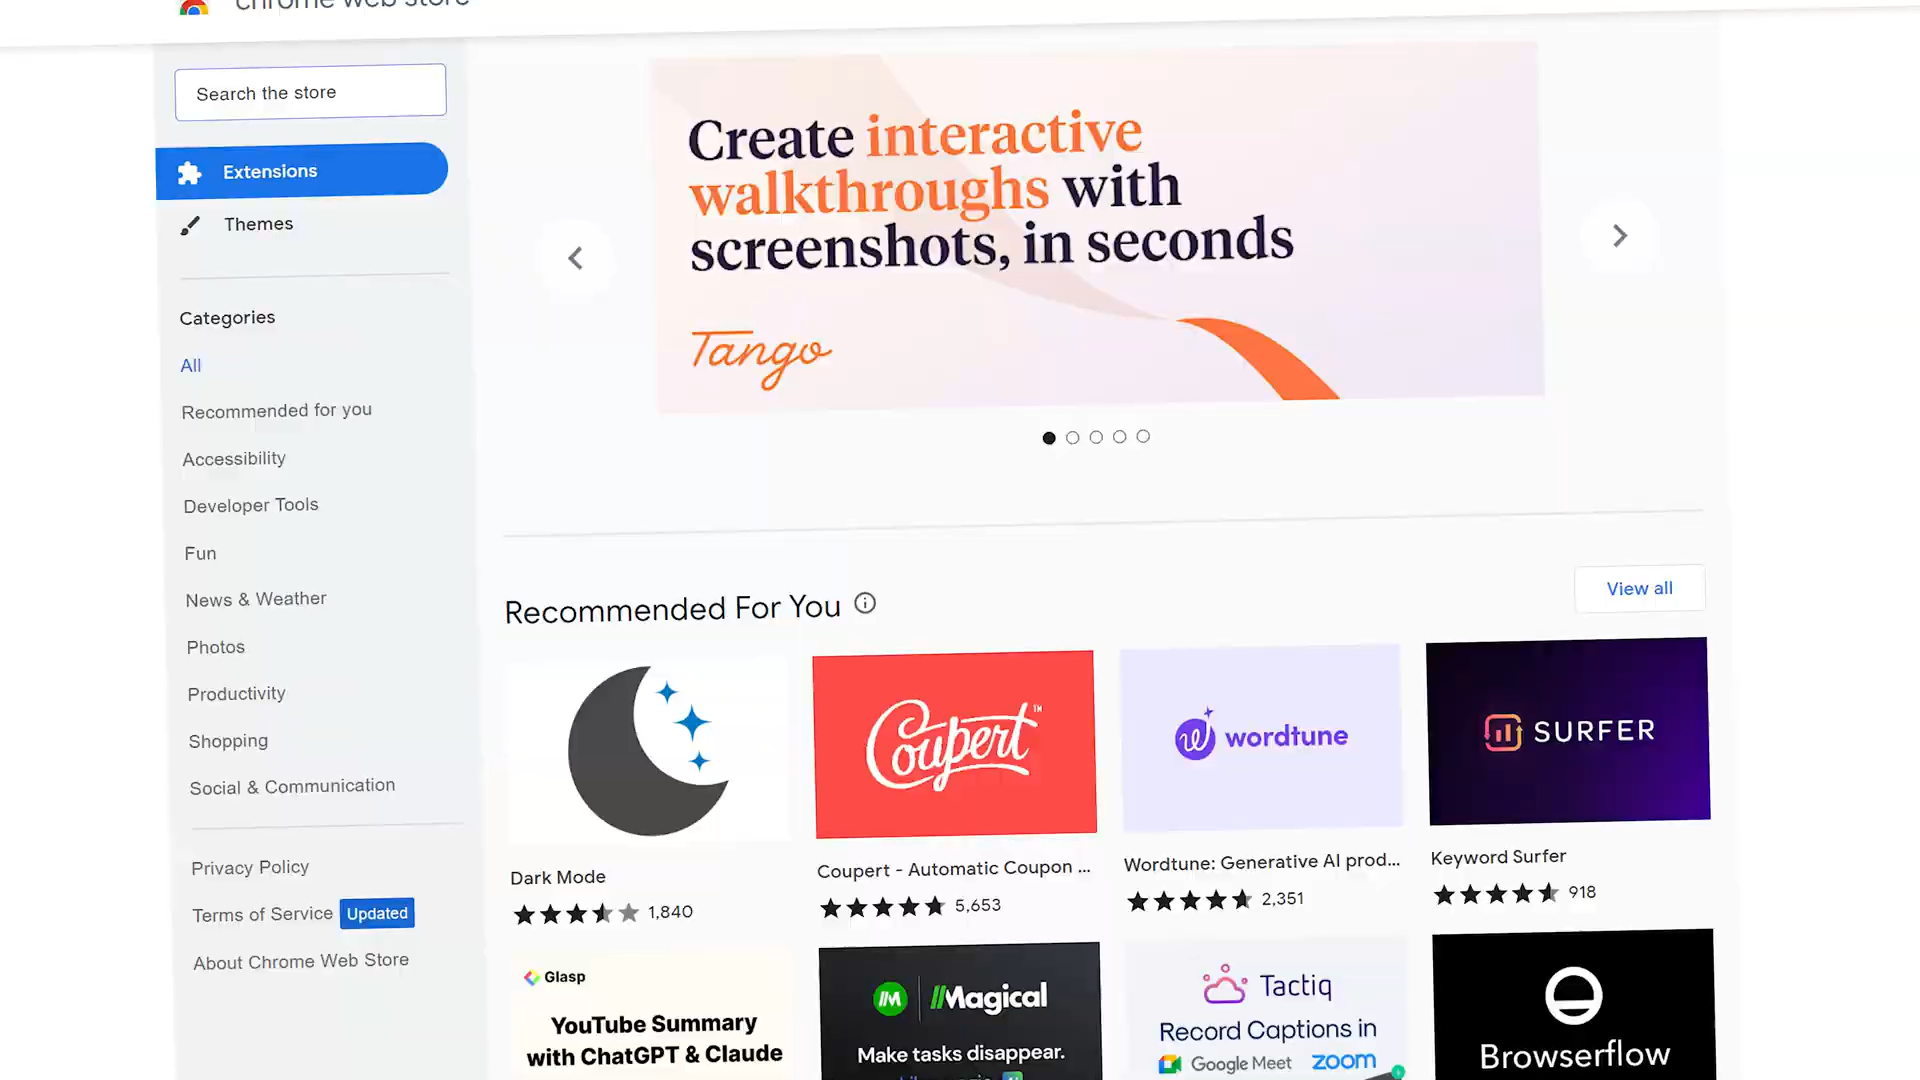 chrome web store
Search the store
Extensions
Themes
Categories
All
Recommended for you
Accessibility
Developer Tools
Fun
News & Weather
Photos
Productivity
Shopping
Social & Communication
Privacy Policy
Terms of Service Updated
About Chrome Web Store
Create interactive
walkthroughs with
screenshots, in seconds
Tango
Recommended For You
View all
Coupert™
wordtune
SURFER
Dark Mode
1,840
Coupert - Automatic Coupon ...
5,653
Wordtune: Generative AI prod...
2,351
Keyword Surfer
918
Glasp
YouTube Summary
with ChatGPT & Claude
M
//Magical
Make tasks disappear.
Tactiq
Record Captions in
Google Meet zoom
Browserflow